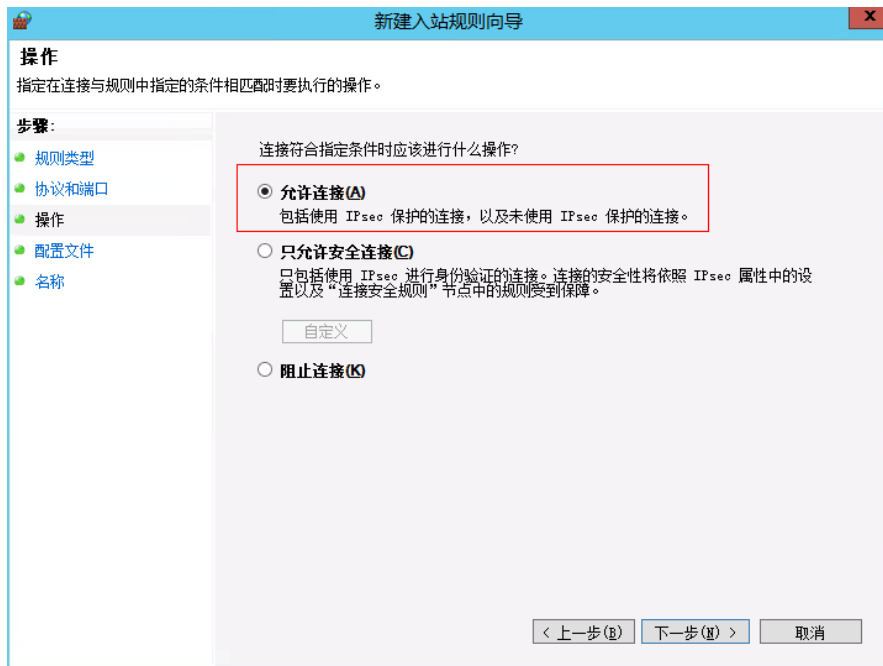 新建入站规则向导
x
操作
指定在连接与规则中指定的条件相匹配时要执行的操作。
步骤:
规则类型
协议和端口
操作
配置文件
名称
连接符合指定条件时应该进行什么操作?
允许连接(A)
包括使用 IPsec 保护的连接，以及未使用 IPsec 保护的连接。
只允许安全连接(C)
只包括使用 IPsec 进行身份验证的连接。连接的安全性将依照 IPsec 属性中的设
置以及“连接安全规则”节点中的规则受到保障。
自定义
阻止连接(K)
< 上一步(B)
下一步(N) >
取消